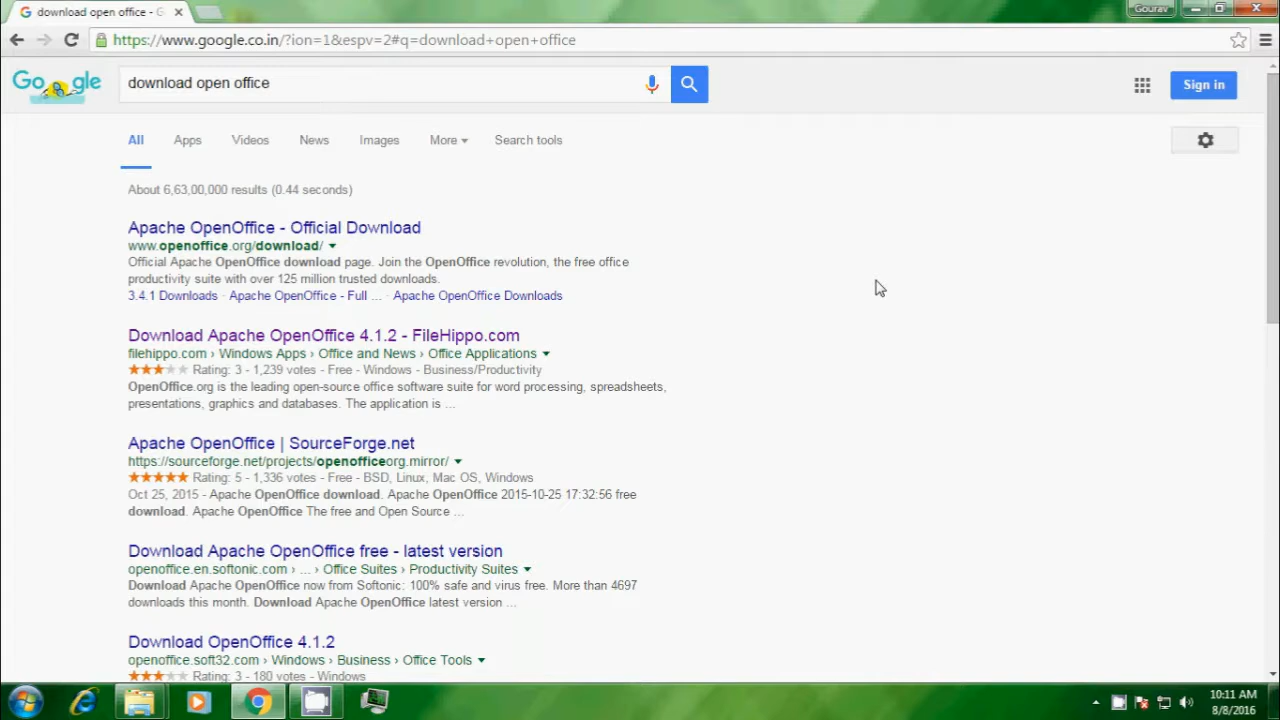 download open office - G
Gourav
https://www.google.co.in/?ion=1&espv=2#q=download+open+office
Google
download open office
Sign in
All Apps Videos News Images More Search tools
About 6,63,00,000 results (0.44 seconds)
Apache OpenOffice - Official Download
www.openoffice.org/download/
Official Apache OpenOffice download page. Join the OpenOffice revolution, the free office
productivity suite with over 125 million trusted downloads.
3.4.1 Downloads · Apache OpenOffice - Full ... · Apache OpenOffice Downloads
Download Apache OpenOffice 4.1.2 - FileHippo.com
filehippo.com › Windows Apps › Office and News › Office Applications
Rating: 3 - 1,239 votes - Free - Windows - Business/Productivity
OpenOffice.org is the leading open-source office software suite for word processing, spreadsheets,
presentations, graphics and databases. The application is ...
Apache OpenOffice | SourceForge.net
https://sourceforge.net/projects/openofficeorg.mirror/
Rating: 5 - 1,336 votes - Free - BSD, Linux, Mac OS, Windows
Oct 25, 2015 - Apache OpenOffice download. Apache OpenOffice 2015-10-25 17:32:56 free
download. Apache OpenOffice The free and Open Source ...
Download Apache OpenOffice free - latest version
openoffice.en.softonic.com › ... › Office Suites › Productivity Suites
Download Apache OpenOffice now from Softonic: 100% safe and virus free. More than 4697
downloads this month. Download Apache OpenOffice latest version ...
Download OpenOffice 4.1.2
openoffice.soft32.com › Windows › Business › Office Tools
Rating: 3 - 180 votes - Windows
10:11 AM
8/8/2016